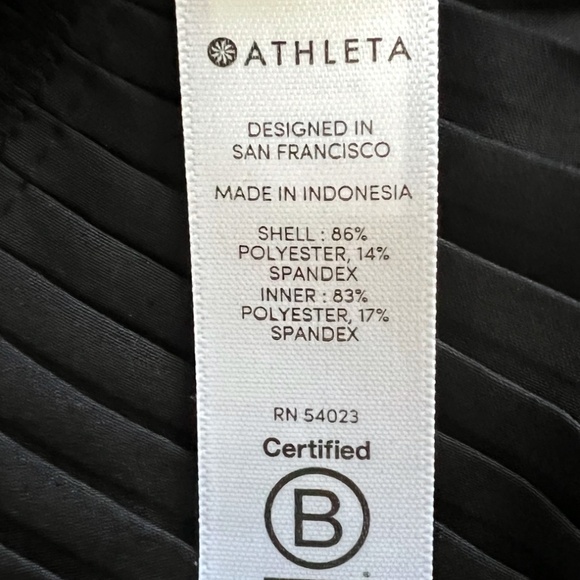 ATHLETA
DESIGNED IN
SAN FRANCISCO
MADE IN INDONESIA
SHELL : 86%
POLYESTER, 14%
SPANDEX
INNER : 83%
POLYESTER, 17%
SPANDEX
RN 54023
Certified
B
®